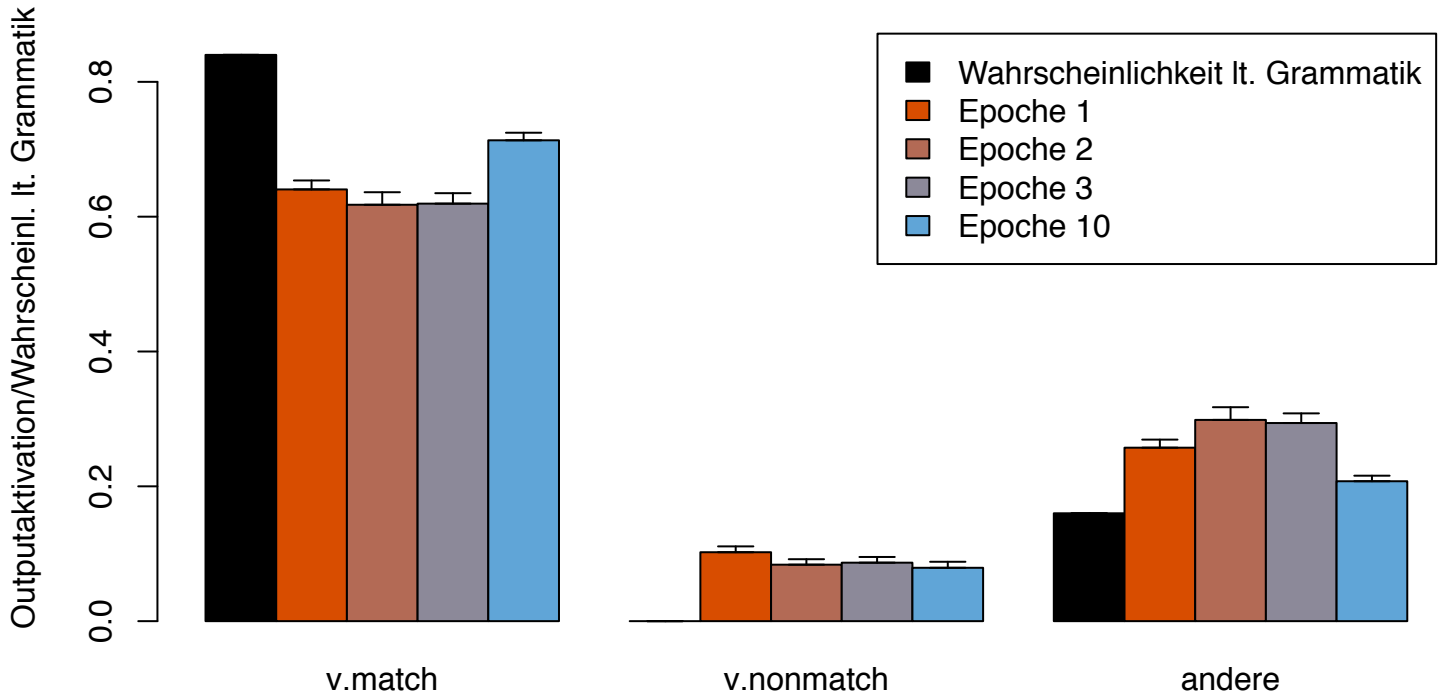 Outputaktivation/Wahrscheinl. lt. Grammatik
0.8
0.6
0.4
0.2
0.0
Wahrscheinlichkeit lt. Grammatik
Epoche 1
Epoche 2
Epoche 3
Epoche 10
v.match
v.nonmatch
andere